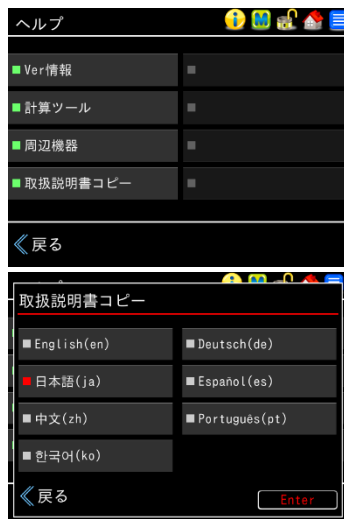 ヘルプ
Ver情報
計算ツール
周辺機器
取扱説明書コピー
戻る
取扱説明書コピー
English(en)
Deutsch(de)
日本語(ja)
Español(es)
中文(zh)
Português(pt)
한국어(ko)
戻る
Enter